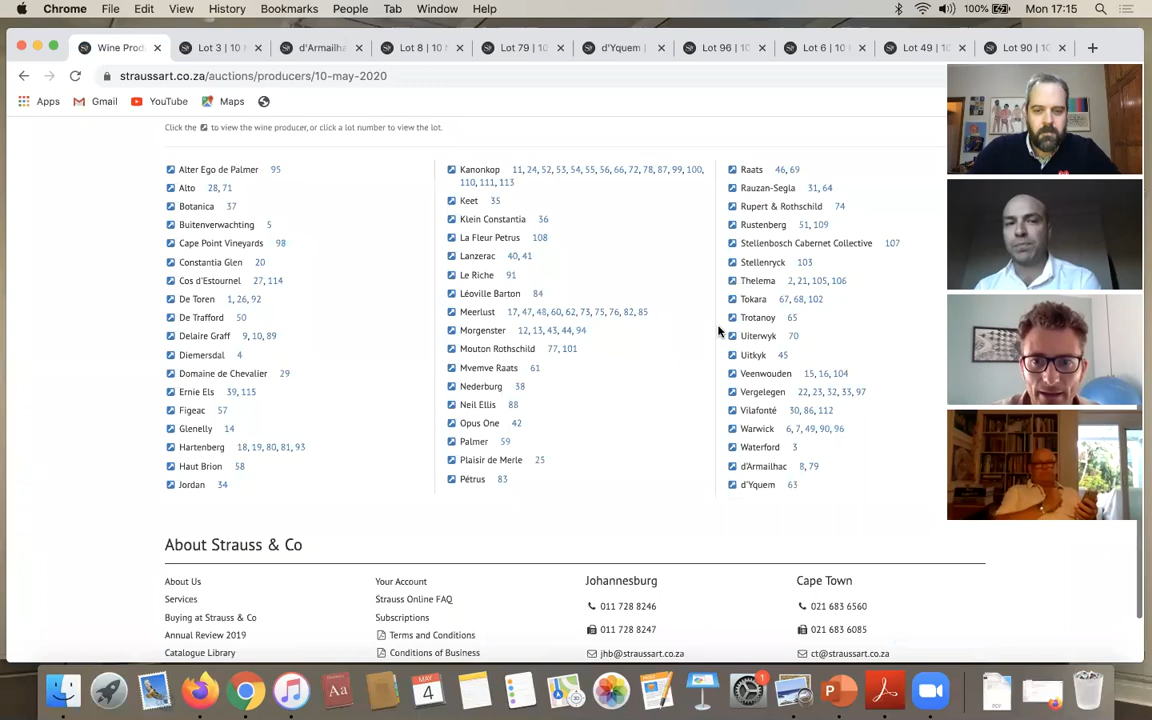 Chrome File Edit View History Bookmarks People Tab Window Help 100% Mon 17:15
Wine Prod Lot 3 | 10 M d'Armailha Lot 8 | 10 M Lot 79 | 10 d'Yquem | Lot 96 | 10 Lot 6 | 10 Lot 49 | 10 Lot 90 | 10
straussart.co.za/auctions/producers/10-may-2020
Apps Gmail YouTube Maps
Click the to view the wine producer, or click a lot number to view the lot.
Alter Ego de Palmer 95
Alto 28, 71
Botanica 37
Buitenverwachting 5
Cape Point Vineyards 98
Constantia Glen 20
Cos d'Estournel 27, 114
De Toren 1, 26, 92
De Trafford 50
Delaire Graff 9, 10, 89
Diemersdal 4
Domaine de Chevalier 29
Ernie Els 39, 115
Figeac 57
Glenelly 14
Hartenberg 18, 19, 80, 81, 93
Haut Brion 58
Jordan 34
Kanonkop 11, 24, 52, 53, 54, 55, 56, 66, 72, 78, 87, 99, 100,
110, 111, 113
Keet 35
Klein Constantia 36
La Fleur Petrus 108
Lanzerac 40, 41
Le Riche 91
Léoville Barton 84
Meerlust 17, 47, 48, 60, 62, 73, 75, 76, 82, 85
Morgenster 12, 13, 43, 44, 94
Mouton Rothschild 77, 101
Mvemve Raats 61
Nederburg 38
Neil Ellis 88
Opus One 42
Palmer 59
Plaisir de Merle 25
Pétrus 83
Raats 46, 69
Rauzan-Segla 31, 64
Rupert & Rothschild 74
Rustenberg 51, 109
Stellenbosch Cabernet Collective 107
Stellenryck 103
Thelema 2, 21, 105, 106
Tokara 67, 68, 102
Trotanoy 65
Uiterwyk 70
Uitkyk 45
Veenwouden 15, 16, 104
Vergelegen 22, 23, 32, 33, 97
Vilafonté 30, 86, 112
Warwick 6, 7, 49, 90, 96
Waterford 3
d'Armailhac 8, 79
d'Yquem 63
About Strauss & Co
About Us
Services
Buying at Strauss & Co
Annual Review 2019
Catalogue Library
Your Account
Strauss Online FAQ
Subscriptions
Terms and Conditions
Conditions of Business
Johannesburg
011 728 8246
011 728 8247
jhb@straussart.co.za
Cape Town
021 683 6560
021 683 6085
ct@straussart.co.za
Aa
MAY
4
1
PDF